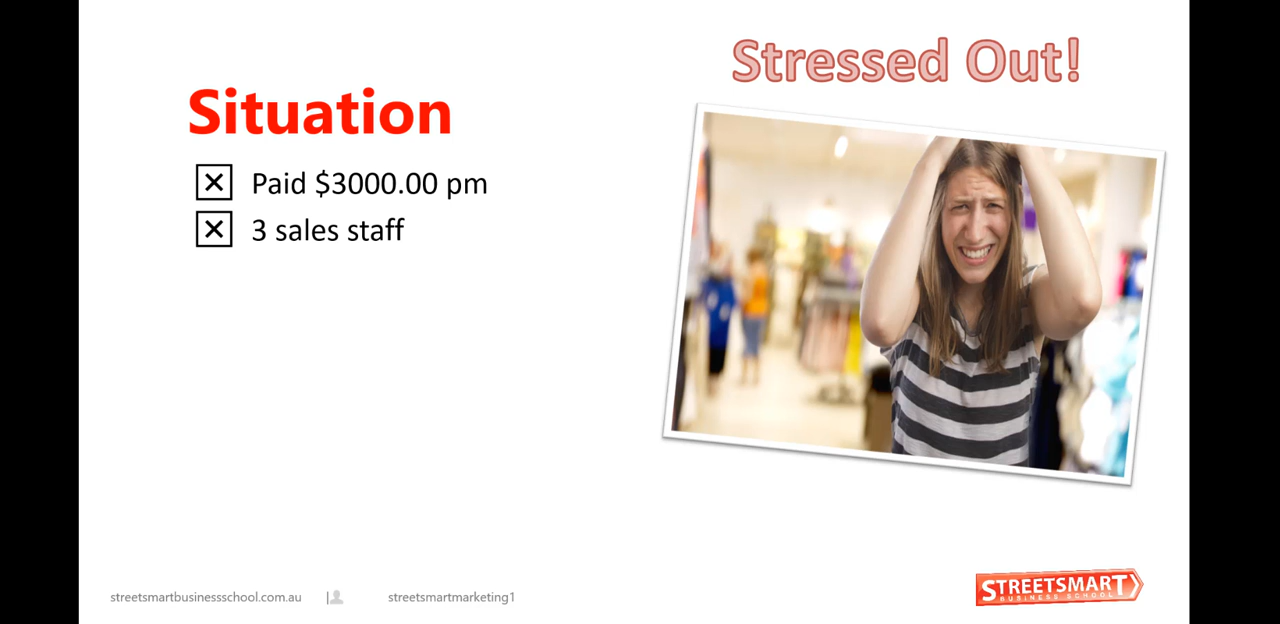 Stressed Out!
Situation
Paid $3000.00 pm
3 sales staff
streetsmartbusinessschool.com.au | streetsmartmarketing1
STREETSMART
BUSINESS SCHOOL